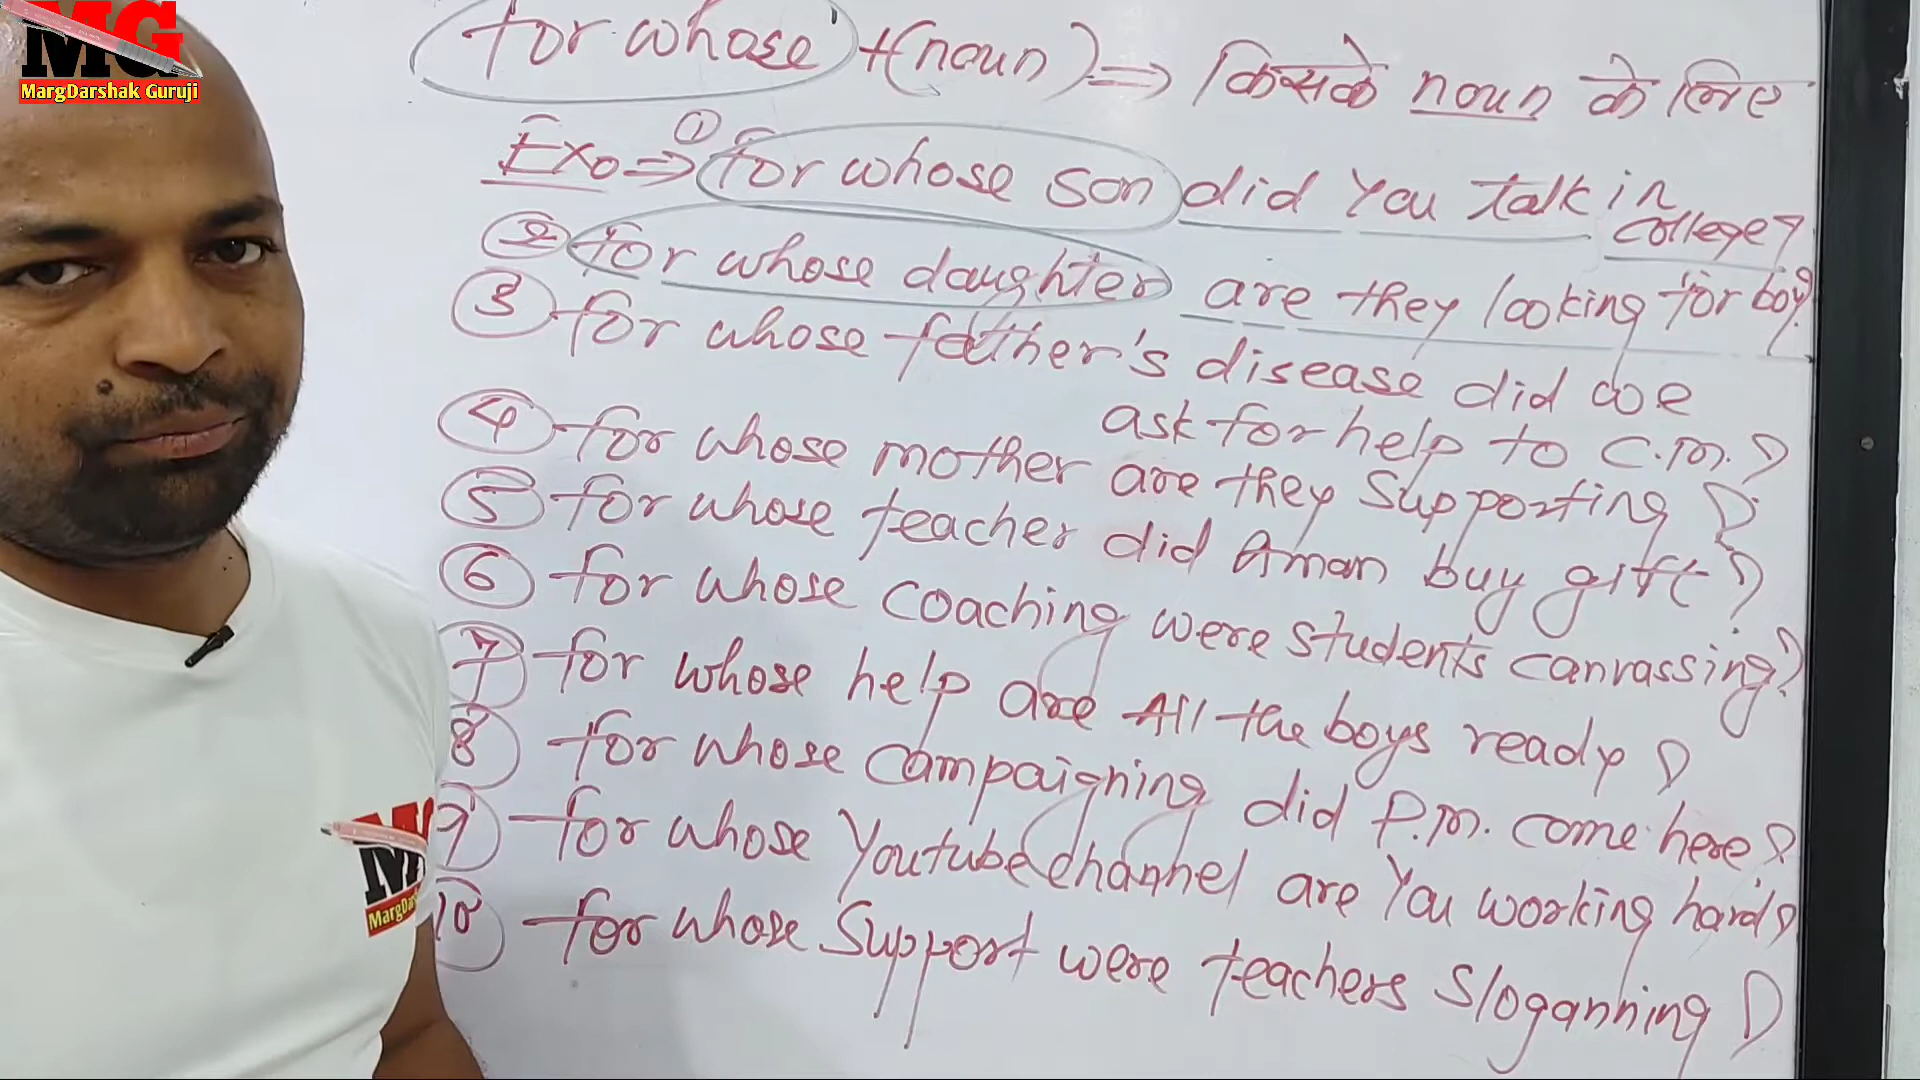 MG
MargDarshak Guruji
for whose + (noun) ⇒ किसके noun के लिए
Ex. ⇒ ① for whose son did you talk in college?
② for whose daughter are they looking for boy?
③ for whose father's disease did we
ask for help to C.M.?
④ for whose mother are they supporting?
⑤ for whose teacher did Aman buy gift?
⑥ for whose coaching were students canvassing?
⑦ for whose help are All the boys ready?
⑧ for whose campaigning did P.M. come here?
⑨ for whose Youtube channel are you working hard?
⑩ for whose support were teachers sloganning?
MargDar